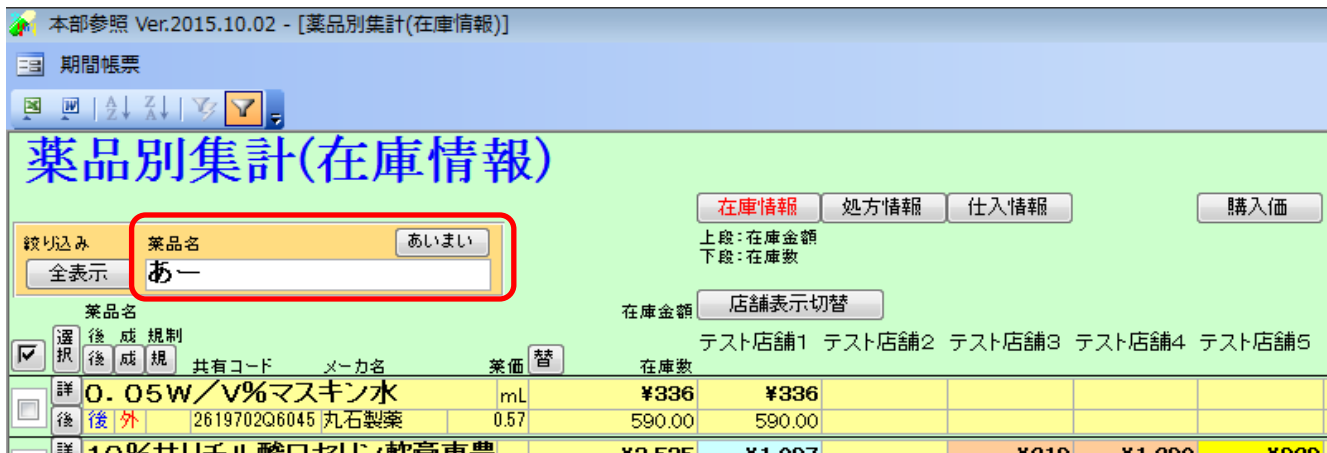 本部参照 Ver.2015.10.02 - [薬品別集計(在庫情報)]
期間帳票
薬品別集計(在庫情報)
在庫情報 処方情報 仕入情報 購入価
絞り込み 薬品名 あいまい
上段:在庫金額
下段:在庫数
全表示 あー
薬品名 在庫金額 店舗表示切替
選択 後 成 規制
テスト店舗1 テスト店舗2 テスト店舗3 テスト店舗4 テスト店舗5
後 成 規 共有コード メーカ名 薬価 替 在庫数
詳 0.05W/V%マスキン水 mL ¥336 ¥336
後 後 外 2619702Q6045 丸石製薬 0.57 590.00 590.00